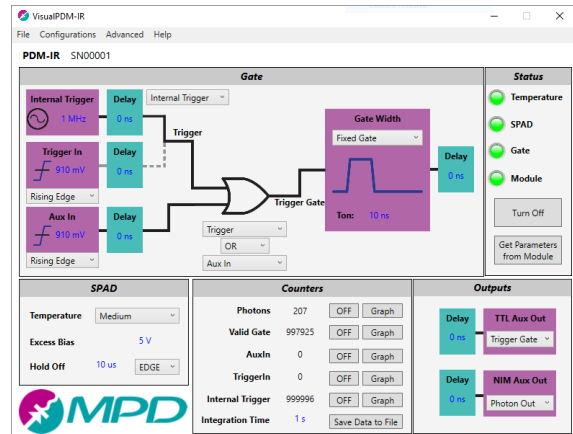 VisualPDM-IR
File Configurations Advanced Help
PDM-IR SN00001
Gate
Internal Trigger
1 MHz
Delay
0 ns
Internal Trigger
Trigger
Trigger In
910 mV
Rising Edge
Delay
0 ns
Aux In
910 mV
Rising Edge
Delay
0 ns
Trigger
OR
Aux In
Trigger Gate
Gate Width
Fixed Gate
Ton: 10 ns
Delay
0 ns
Status
Temperature
SPAD
Gate
Module
Turn Off
Get Parameters
from Module
SPAD
Temperature Medium
Excess Bias 5 V
Hold Off 10 us EDGE
MPD
Counters
Photons 207 OFF Graph
Valid Gate 997925 OFF Graph
AuxIn 0 OFF Graph
TriggerIn 0 OFF Graph
Internal Trigger 999996 OFF Graph
Integration Time 1 s Save Data to File
Outputs
Delay
0 ns
TTL Aux Out
Trigger Gate
Delay
0 ns
NIM Aux Out
Photon Out